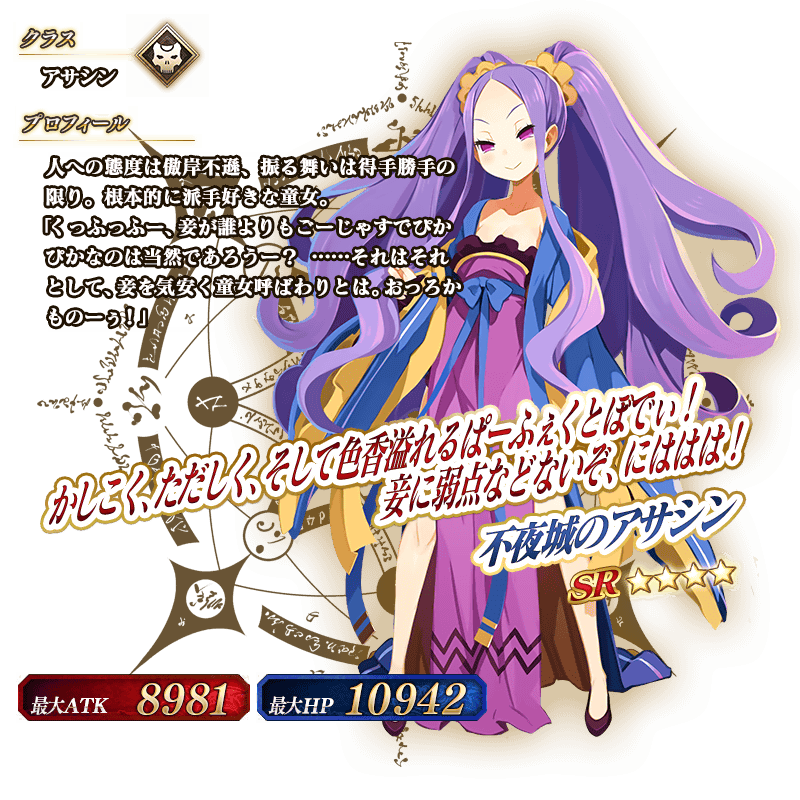 クラス
アサシン
プロフィール
人への態度は傲岸不遜、振る舞いは得手勝手の
限り。根本的に派手好きな童女。
「くっふっふー、妾が誰よりもごーじゃすでぴか
ぴかなのは当然であろうー? ……それはそれ
として、妾を気安く童女呼ばわりとは。おっろか
ものーぅ!」
かしこく、ただしく、そして色香溢れるぱーふぇくとぼでぃ!
妾に弱点などないぞ、にははは!
不夜城のアサシン
SR ★★★★
最大ATK 8981
最大HP 10942